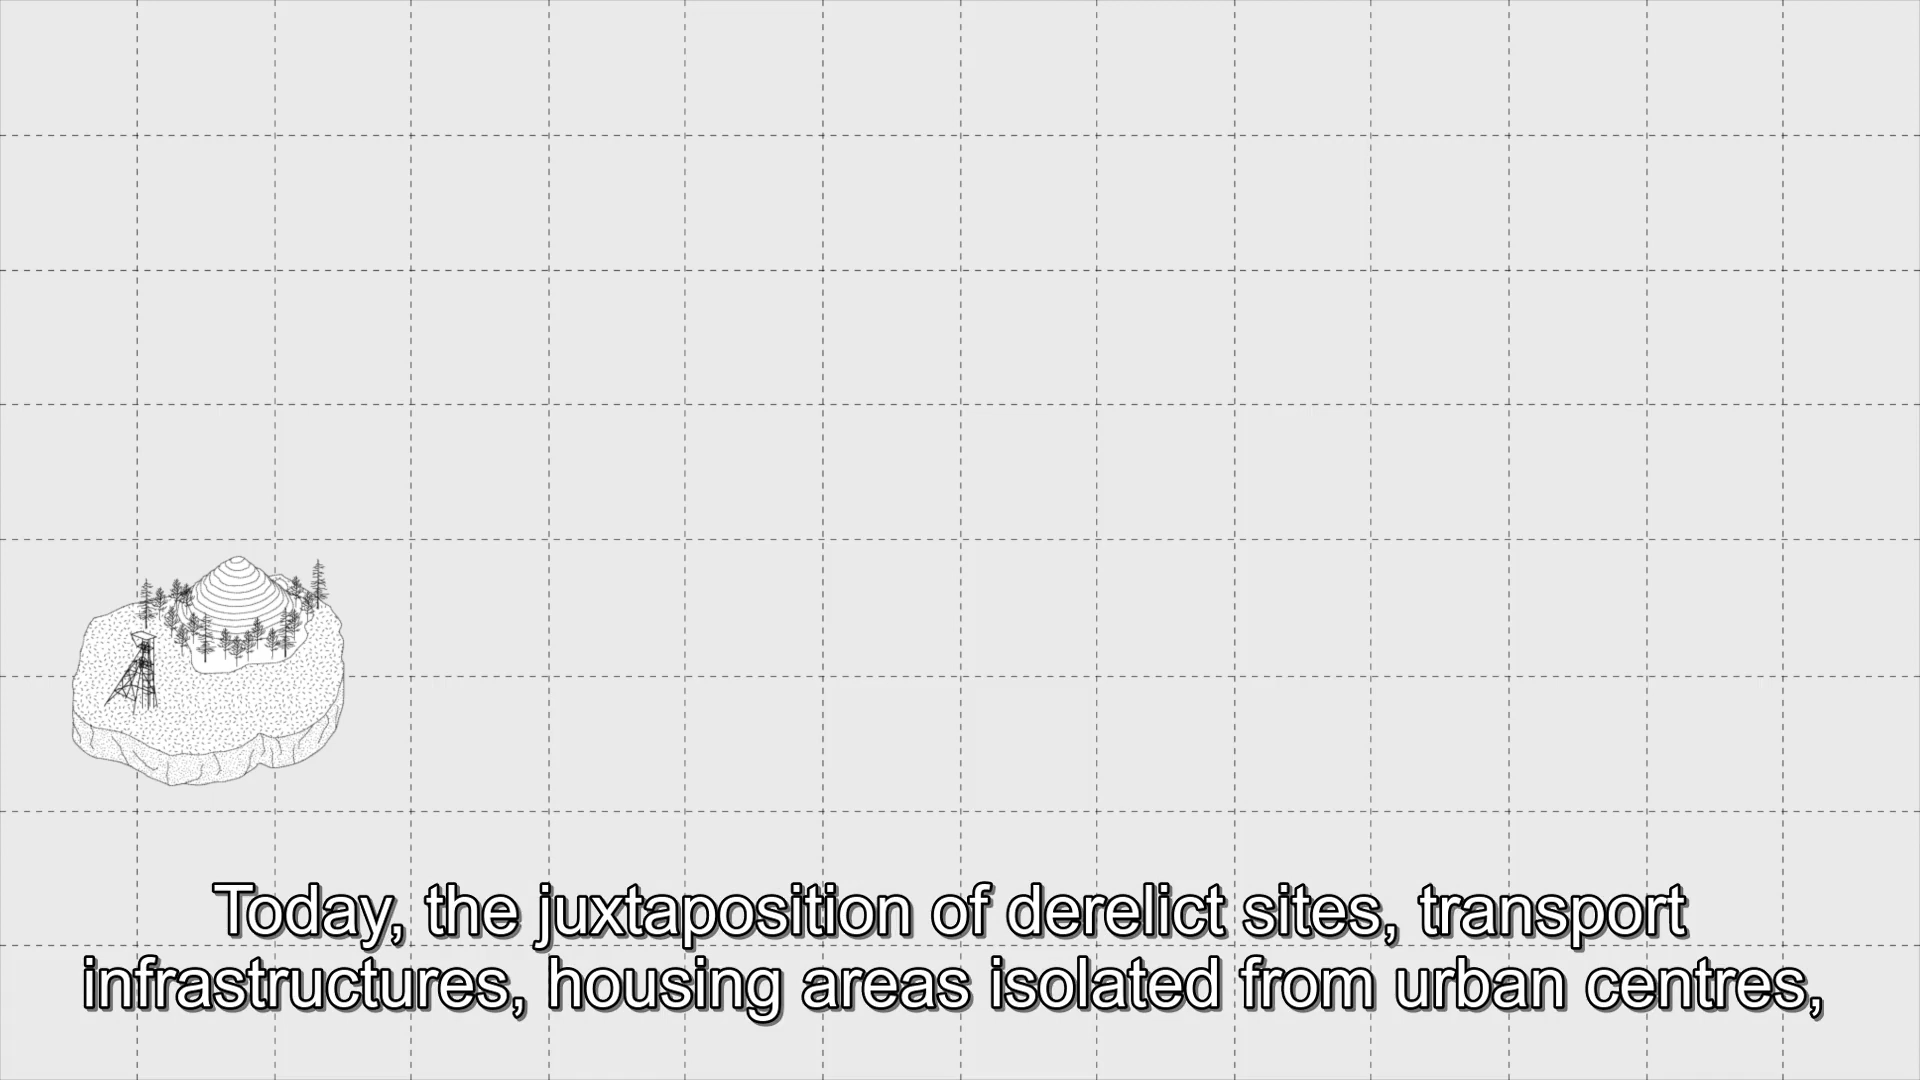 Today, the juxtaposition of derelict sites, transport
infrastructures, housing areas isolated from urban centres,